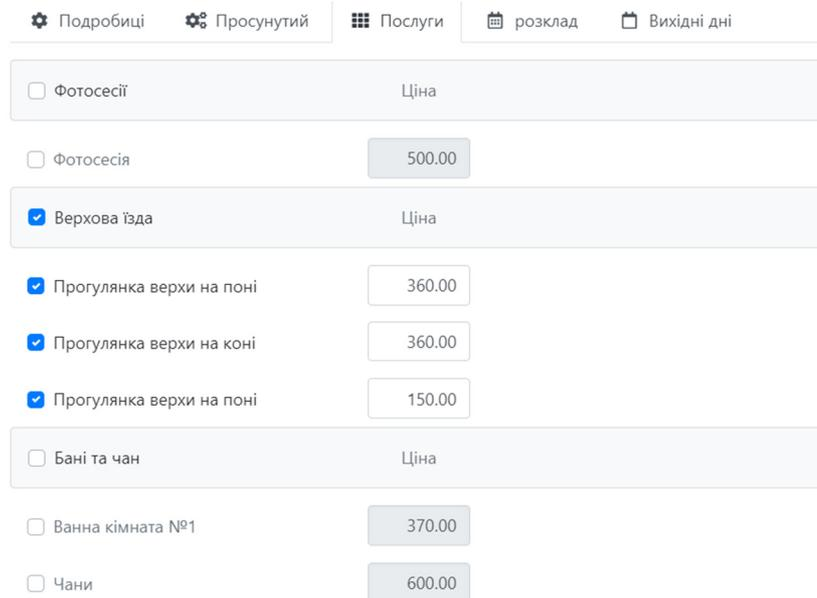 Подробиці Просунутий Послуги розклад Вихідні дні
Фотосесії Ціна
Фотосесія 500.00
Верхова їзда Ціна
Прогулянка верхи на поні 360.00
Прогулянка верхи на коні 360.00
Прогулянка верхи на поні 150.00
Бані та чан Ціна
Ванна кімната №1 370.00
Чани 600.00